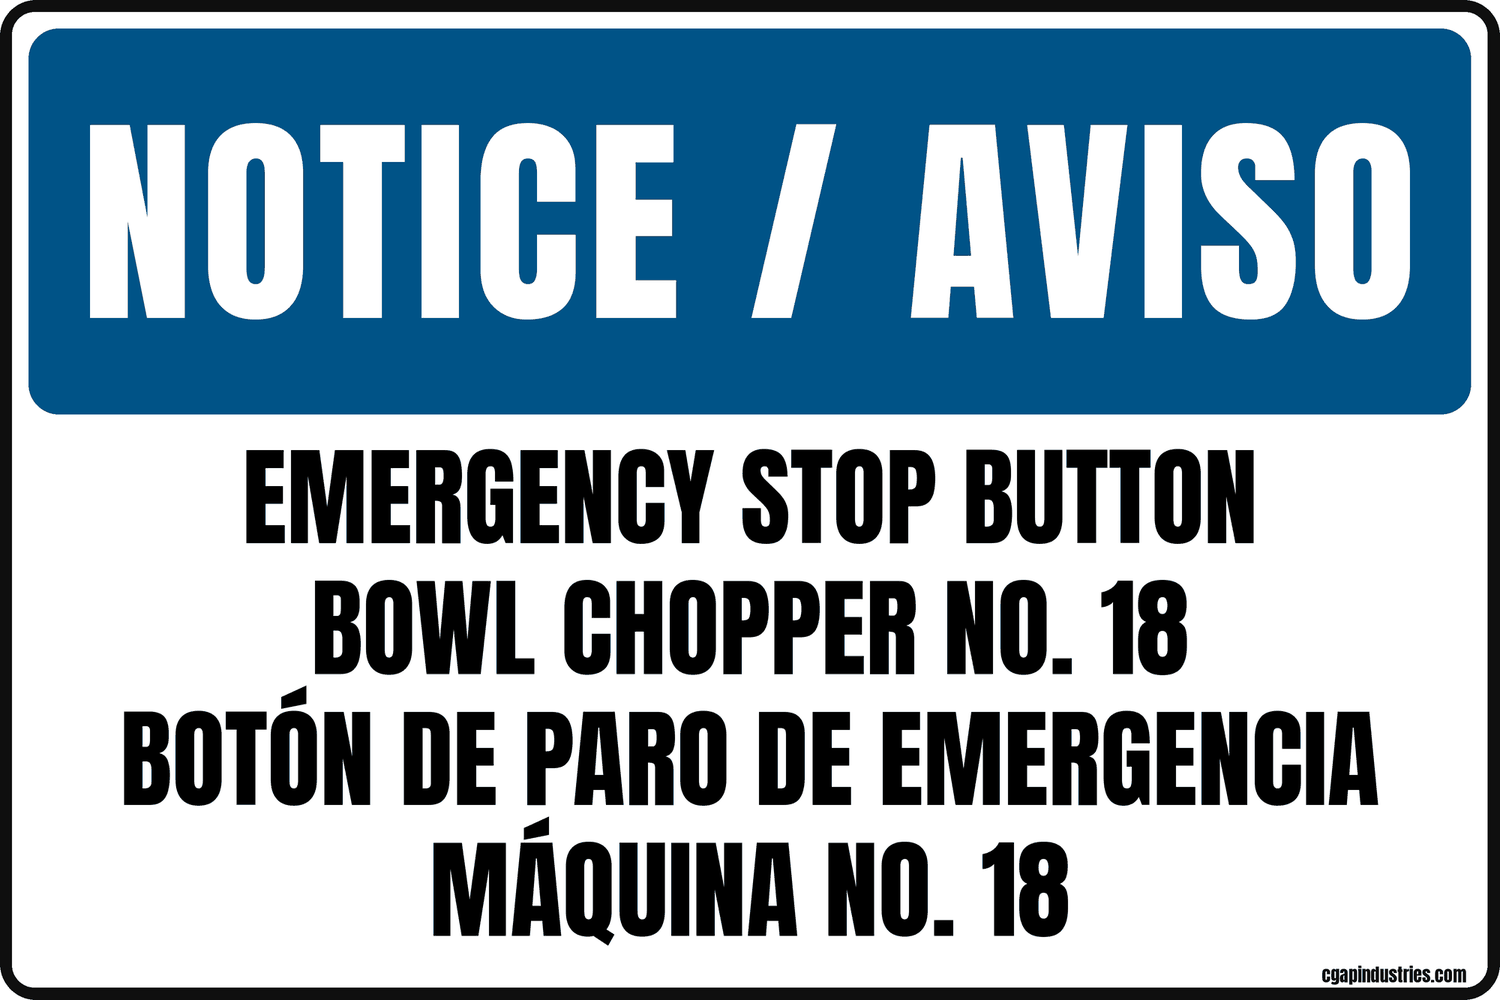 NOTICE / AVISO
EMERGENCY STOP BUTTON
BOWL CHOPPER NO. 18
BOTÓN DE PARO DE EMERGENCIA
MÁQUINA NO. 18
cgapindustries.com